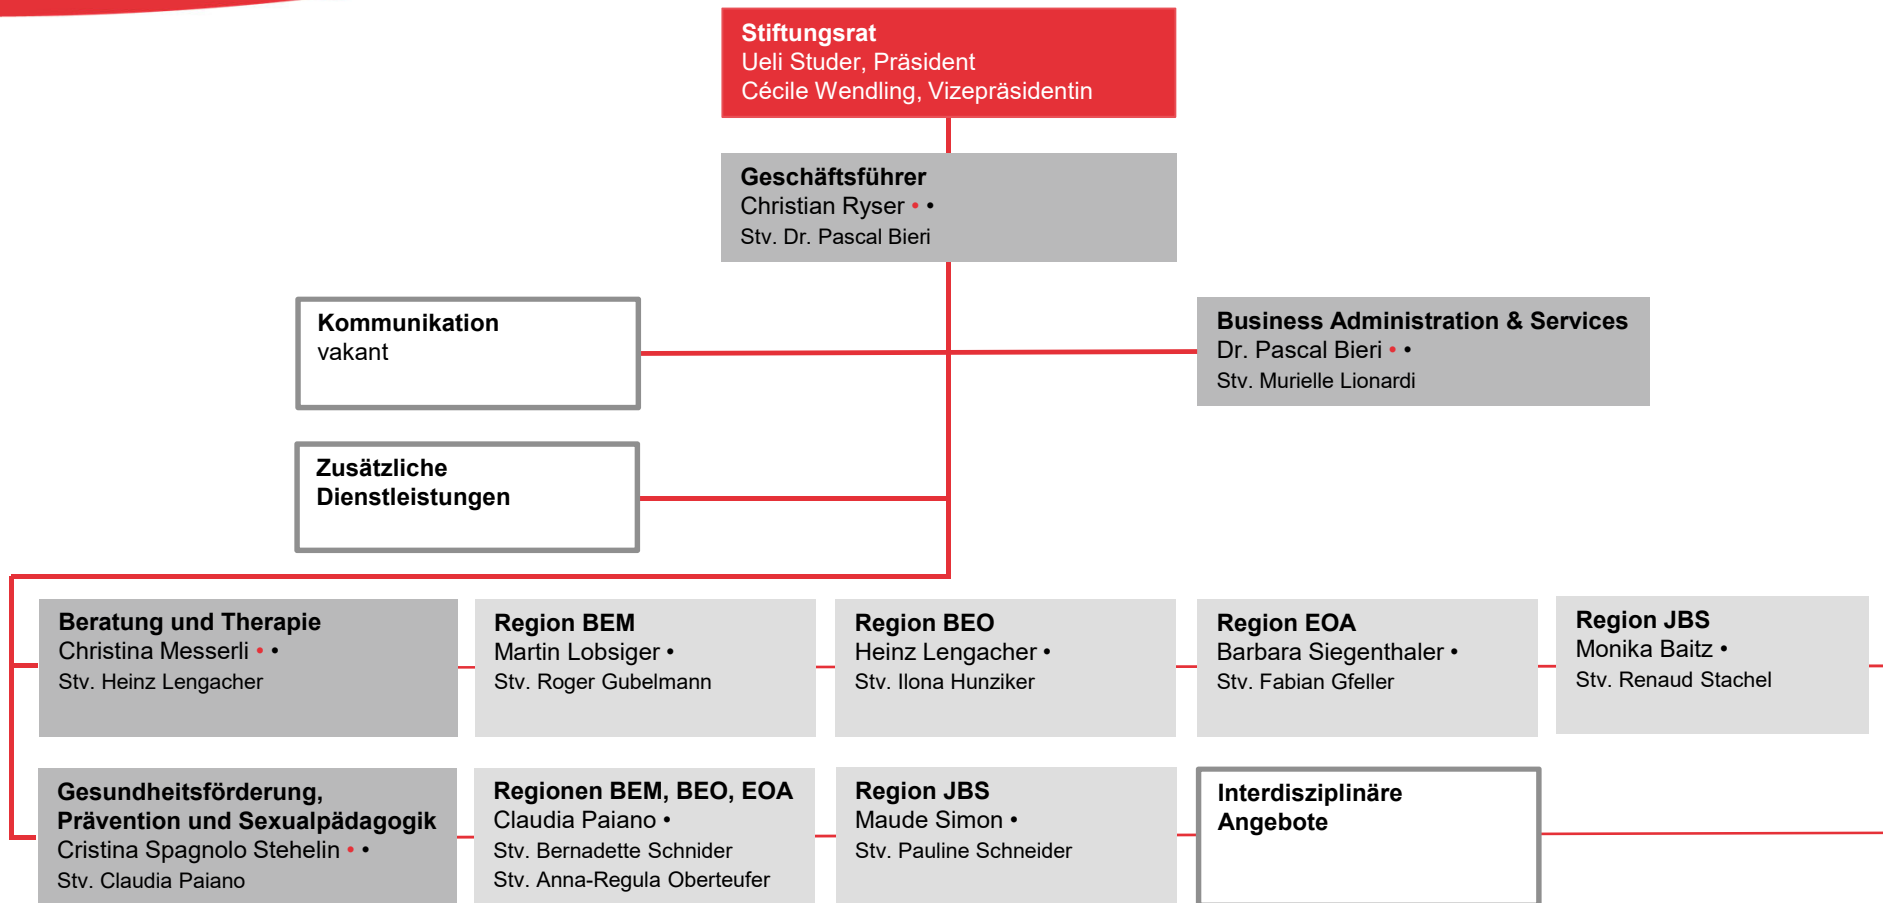 Stiftungsrat
Ueli Studer, Präsident
Cécile Wendling, Vizepräsidentin
Geschäftsführer
Christian Ryser • •
Stv. Dr. Pascal Bieri
Kommunikation
vakant
Business Administration & Services
Dr. Pascal Bieri • •
Stv. Murielle Lionardi
Zusätzliche
Dienstleistungen
Beratung und Therapie
Christina Messerli • •
Stv. Heinz Lengacher
Region BEM
Martin Lobsiger •
Stv. Roger Gubelmann
Region BEO
Heinz Lengacher •
Stv. Ilona Hunziker
Region EOA
Barbara Siegenthaler •
Stv. Fabian Gfeller
Region JBS
Monika Baitz •
Stv. Renaud Stachel
Gesundheitsförderung,
Prävention und Sexualpädagogik
Cristina Spagnolo Stehelin • •
Stv. Claudia Paiano
Regionen BEM, BEO, EOA
Claudia Paiano •
Stv. Bernadette Schnider
Stv. Anna-Regula Oberteufer
Region JBS
Maude Simon •
Stv. Pauline Schneider
Interdisziplinäre
Angebote